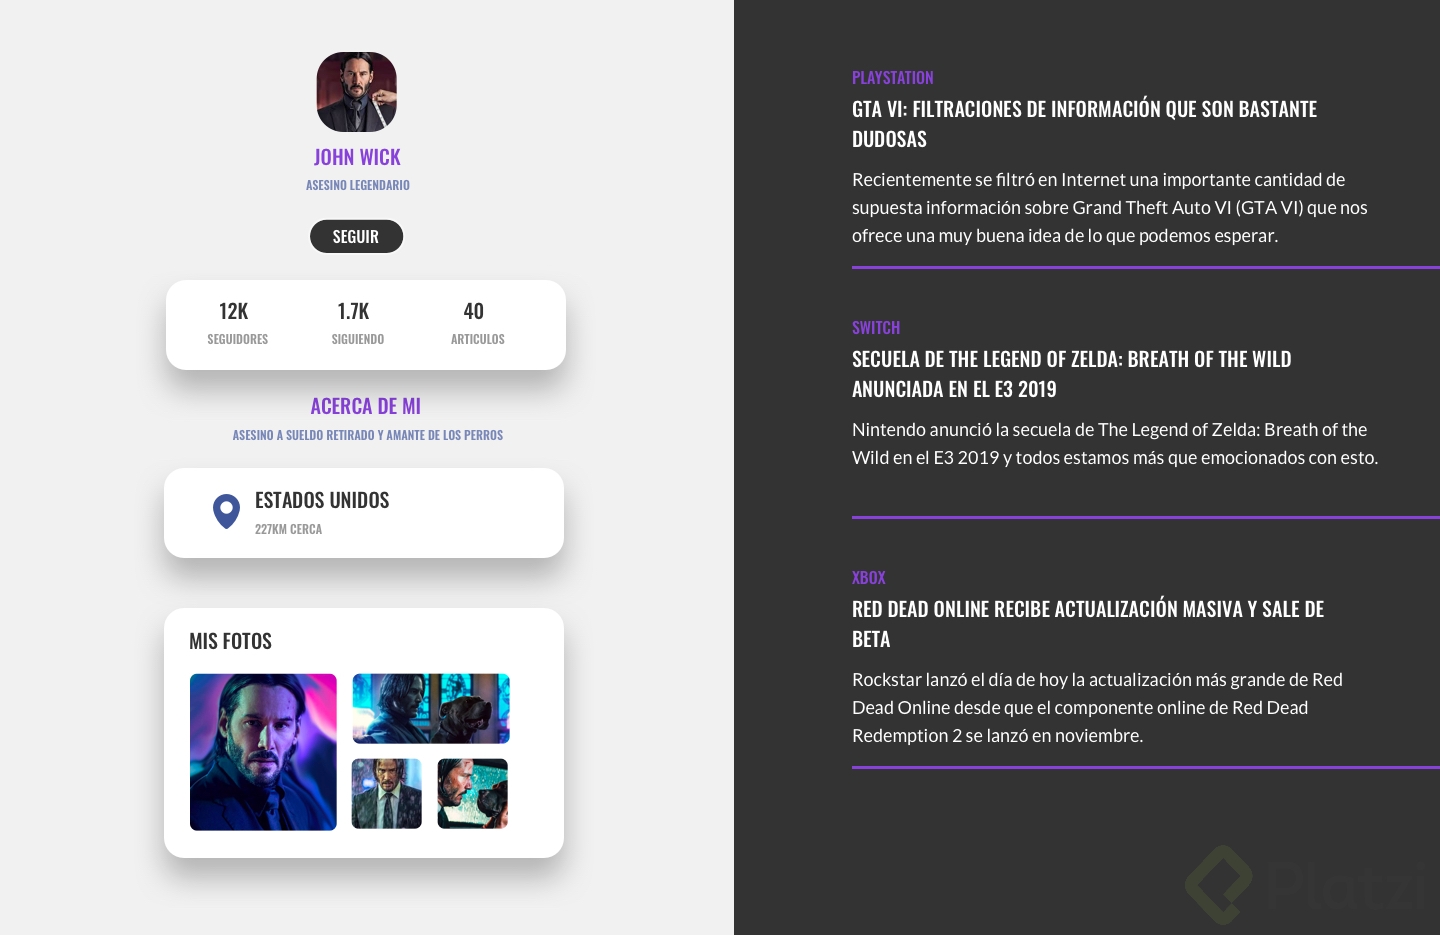 JOHN WICK
ASESINO LEGENDARIO
SEGUIR
12K 1.7K 40
SEGUIDORES SIGUIENDO ARTICULOS
ACERCA DE MI
ASESINO A SUELDO RETIRADO Y AMANTE DE LOS PERROS
ESTADOS UNIDOS
227KM CERCA
MIS FOTOS
PLAYSTATION
GTA VI: FILTRACIONES DE INFORMACIÓN QUE SON BASTANTE
DUDOSAS
Recientemente se filtró en Internet una importante cantidad de
supuesta información sobre Grand Theft Auto VI (GTA VI) que nos
ofrece una muy buena idea de lo que podemos esperar.
SWITCH
SECUELA DE THE LEGEND OF ZELDA: BREATH OF THE WILD
ANUNCIADA EN EL E3 2019
Nintendo anunció la secuela de The Legend of Zelda: Breath of the
Wild en el E3 2019 y todos estamos más que emocionados con esto.
XBOX
RED DEAD ONLINE RECIBE ACTUALIZACIÓN MASIVA Y SALE DE
BETA
Rockstar lanzó el día de hoy la actualización más grande de Red
Dead Online desde que el componente online de Red Dead
Redemption 2 se lanzó en noviembre.
Platzi